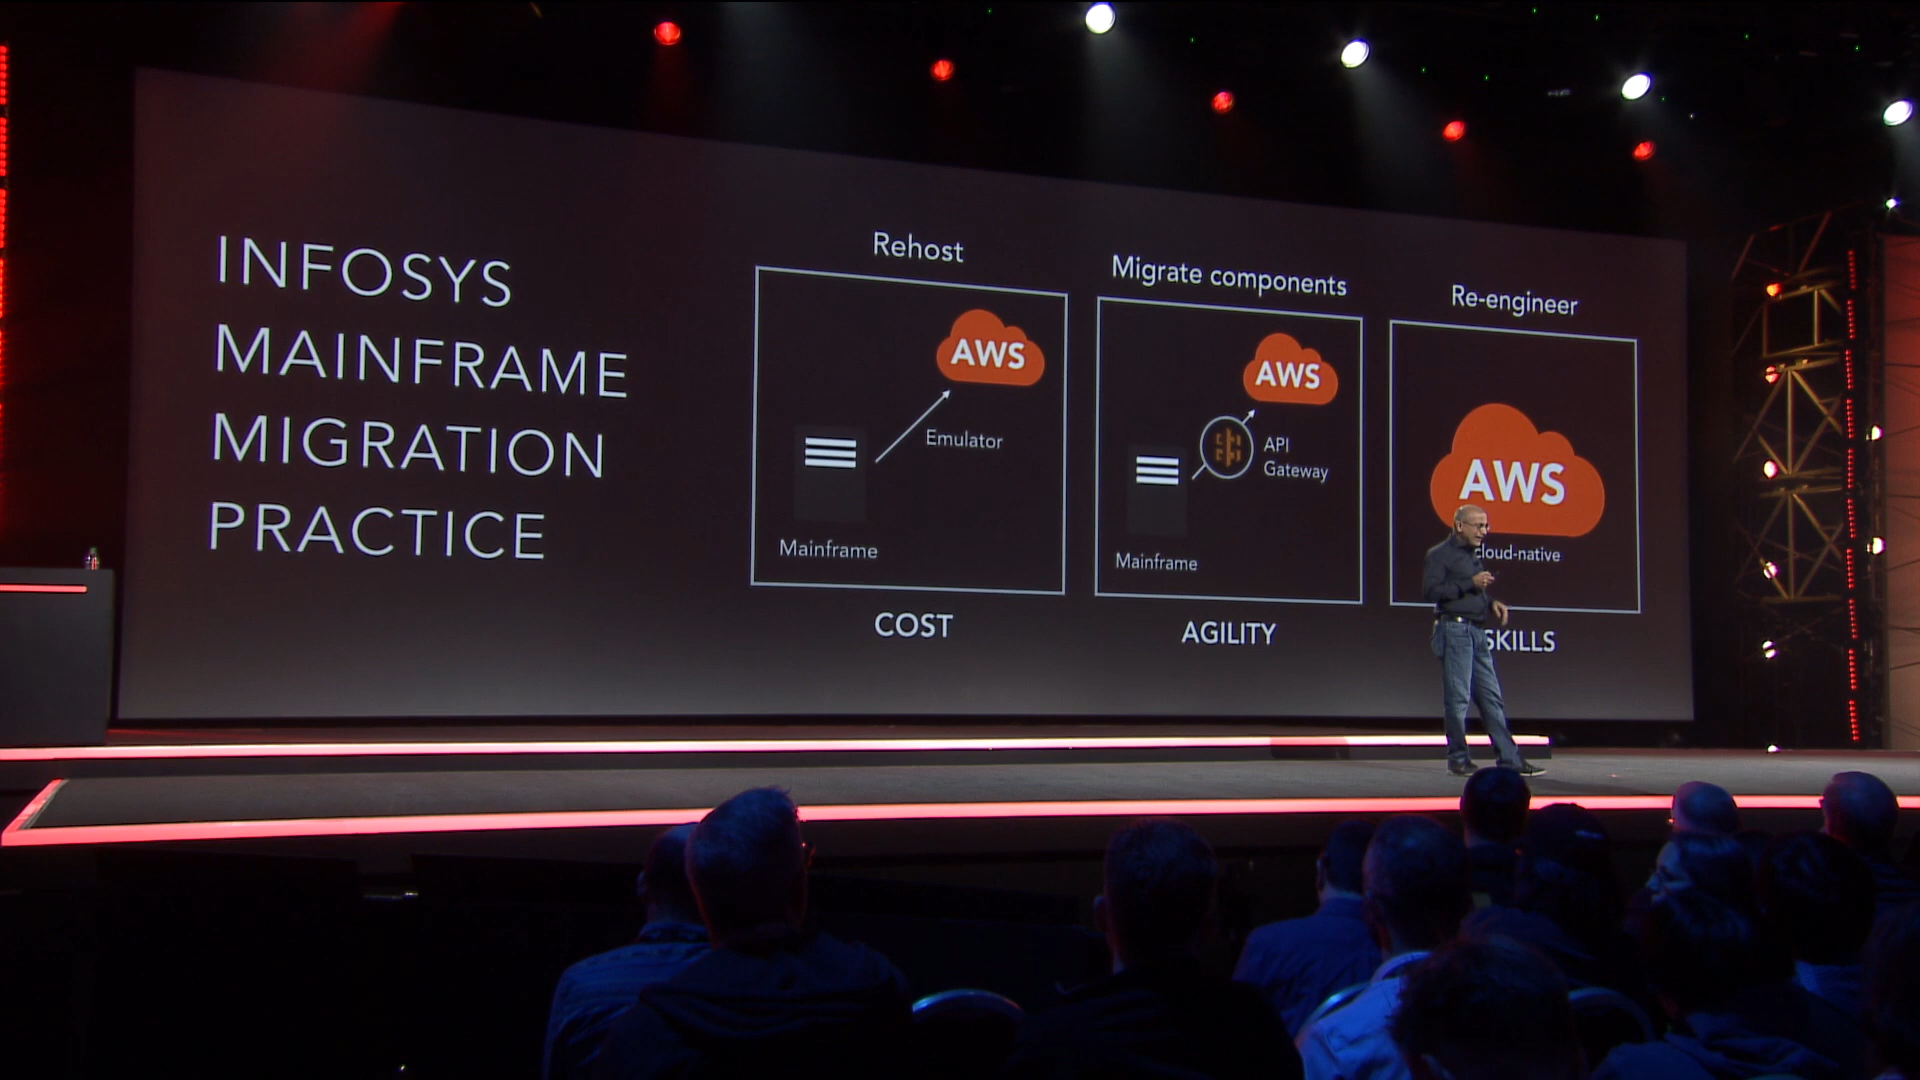 INFOSYS
MAINFRAME
MIGRATION
PRACTICE
Rehost
AWS
Emulator
Mainframe
COST
Migrate components
AWS
API
Gateway
Mainframe
AGILITY
Re-engineer
AWS
cloud-native
SKILLS